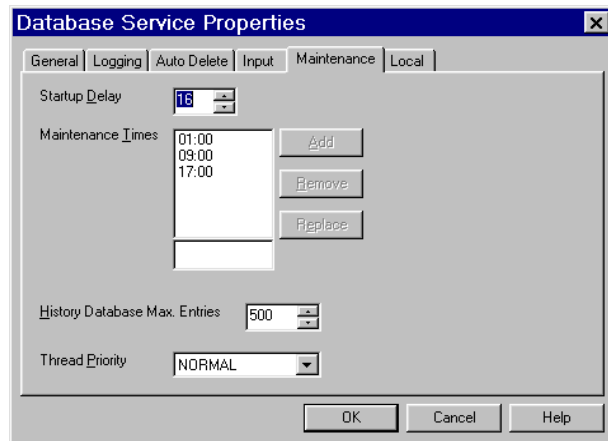 Database Service Properties
General Logging Auto Delete Input Maintenance Local
Startup Delay 16
Maintenance Times 01:00 Add
09:00
17:00
Remove
Replace
History Database Max. Entries 500
Thread Priority NORMAL
OK Cancel Help